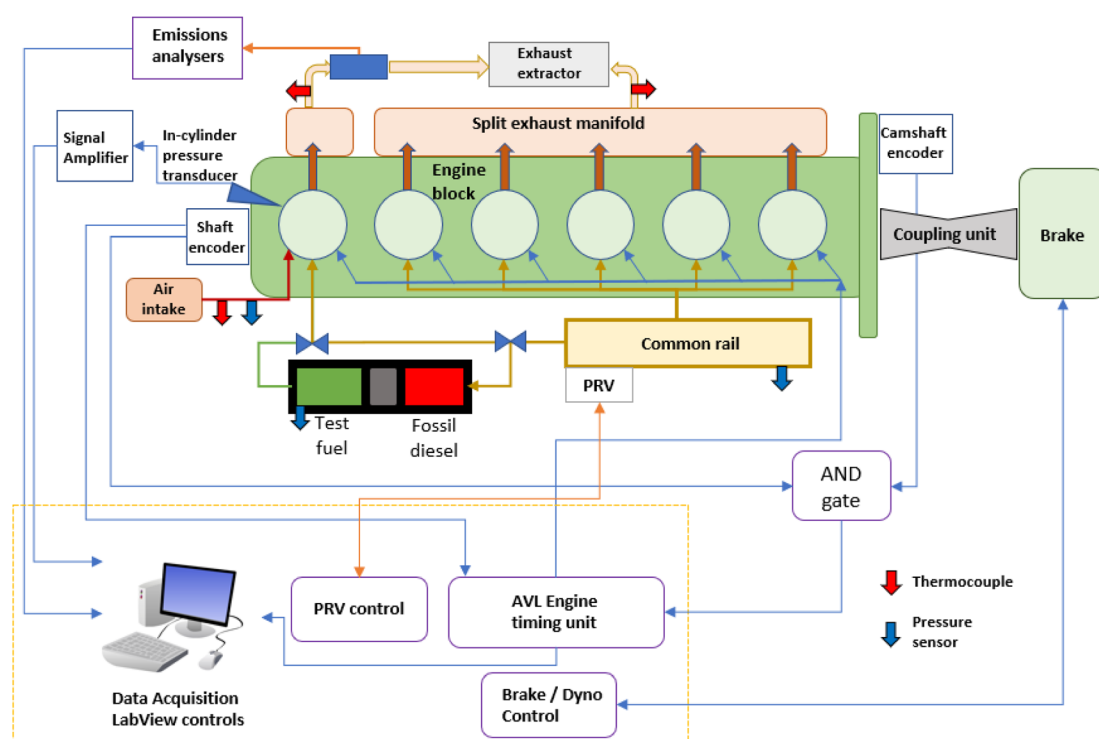 Emissions
analysers
Exhaust
extractor
Signal
Amplifier
In-cylinder
pressure
transducer
Split exhaust manifold
Camshaft
encoder
Engine
block
Shaft
encoder
Coupling unit
Brake
Air
intake
Common rail
PRV
Test
fuel
Fossil
diesel
AND
gate
PRV control
AVL Engine
timing unit
Thermocouple
Pressure
sensor
Data Acquisition
LabView controls
Brake / Dyno
Control